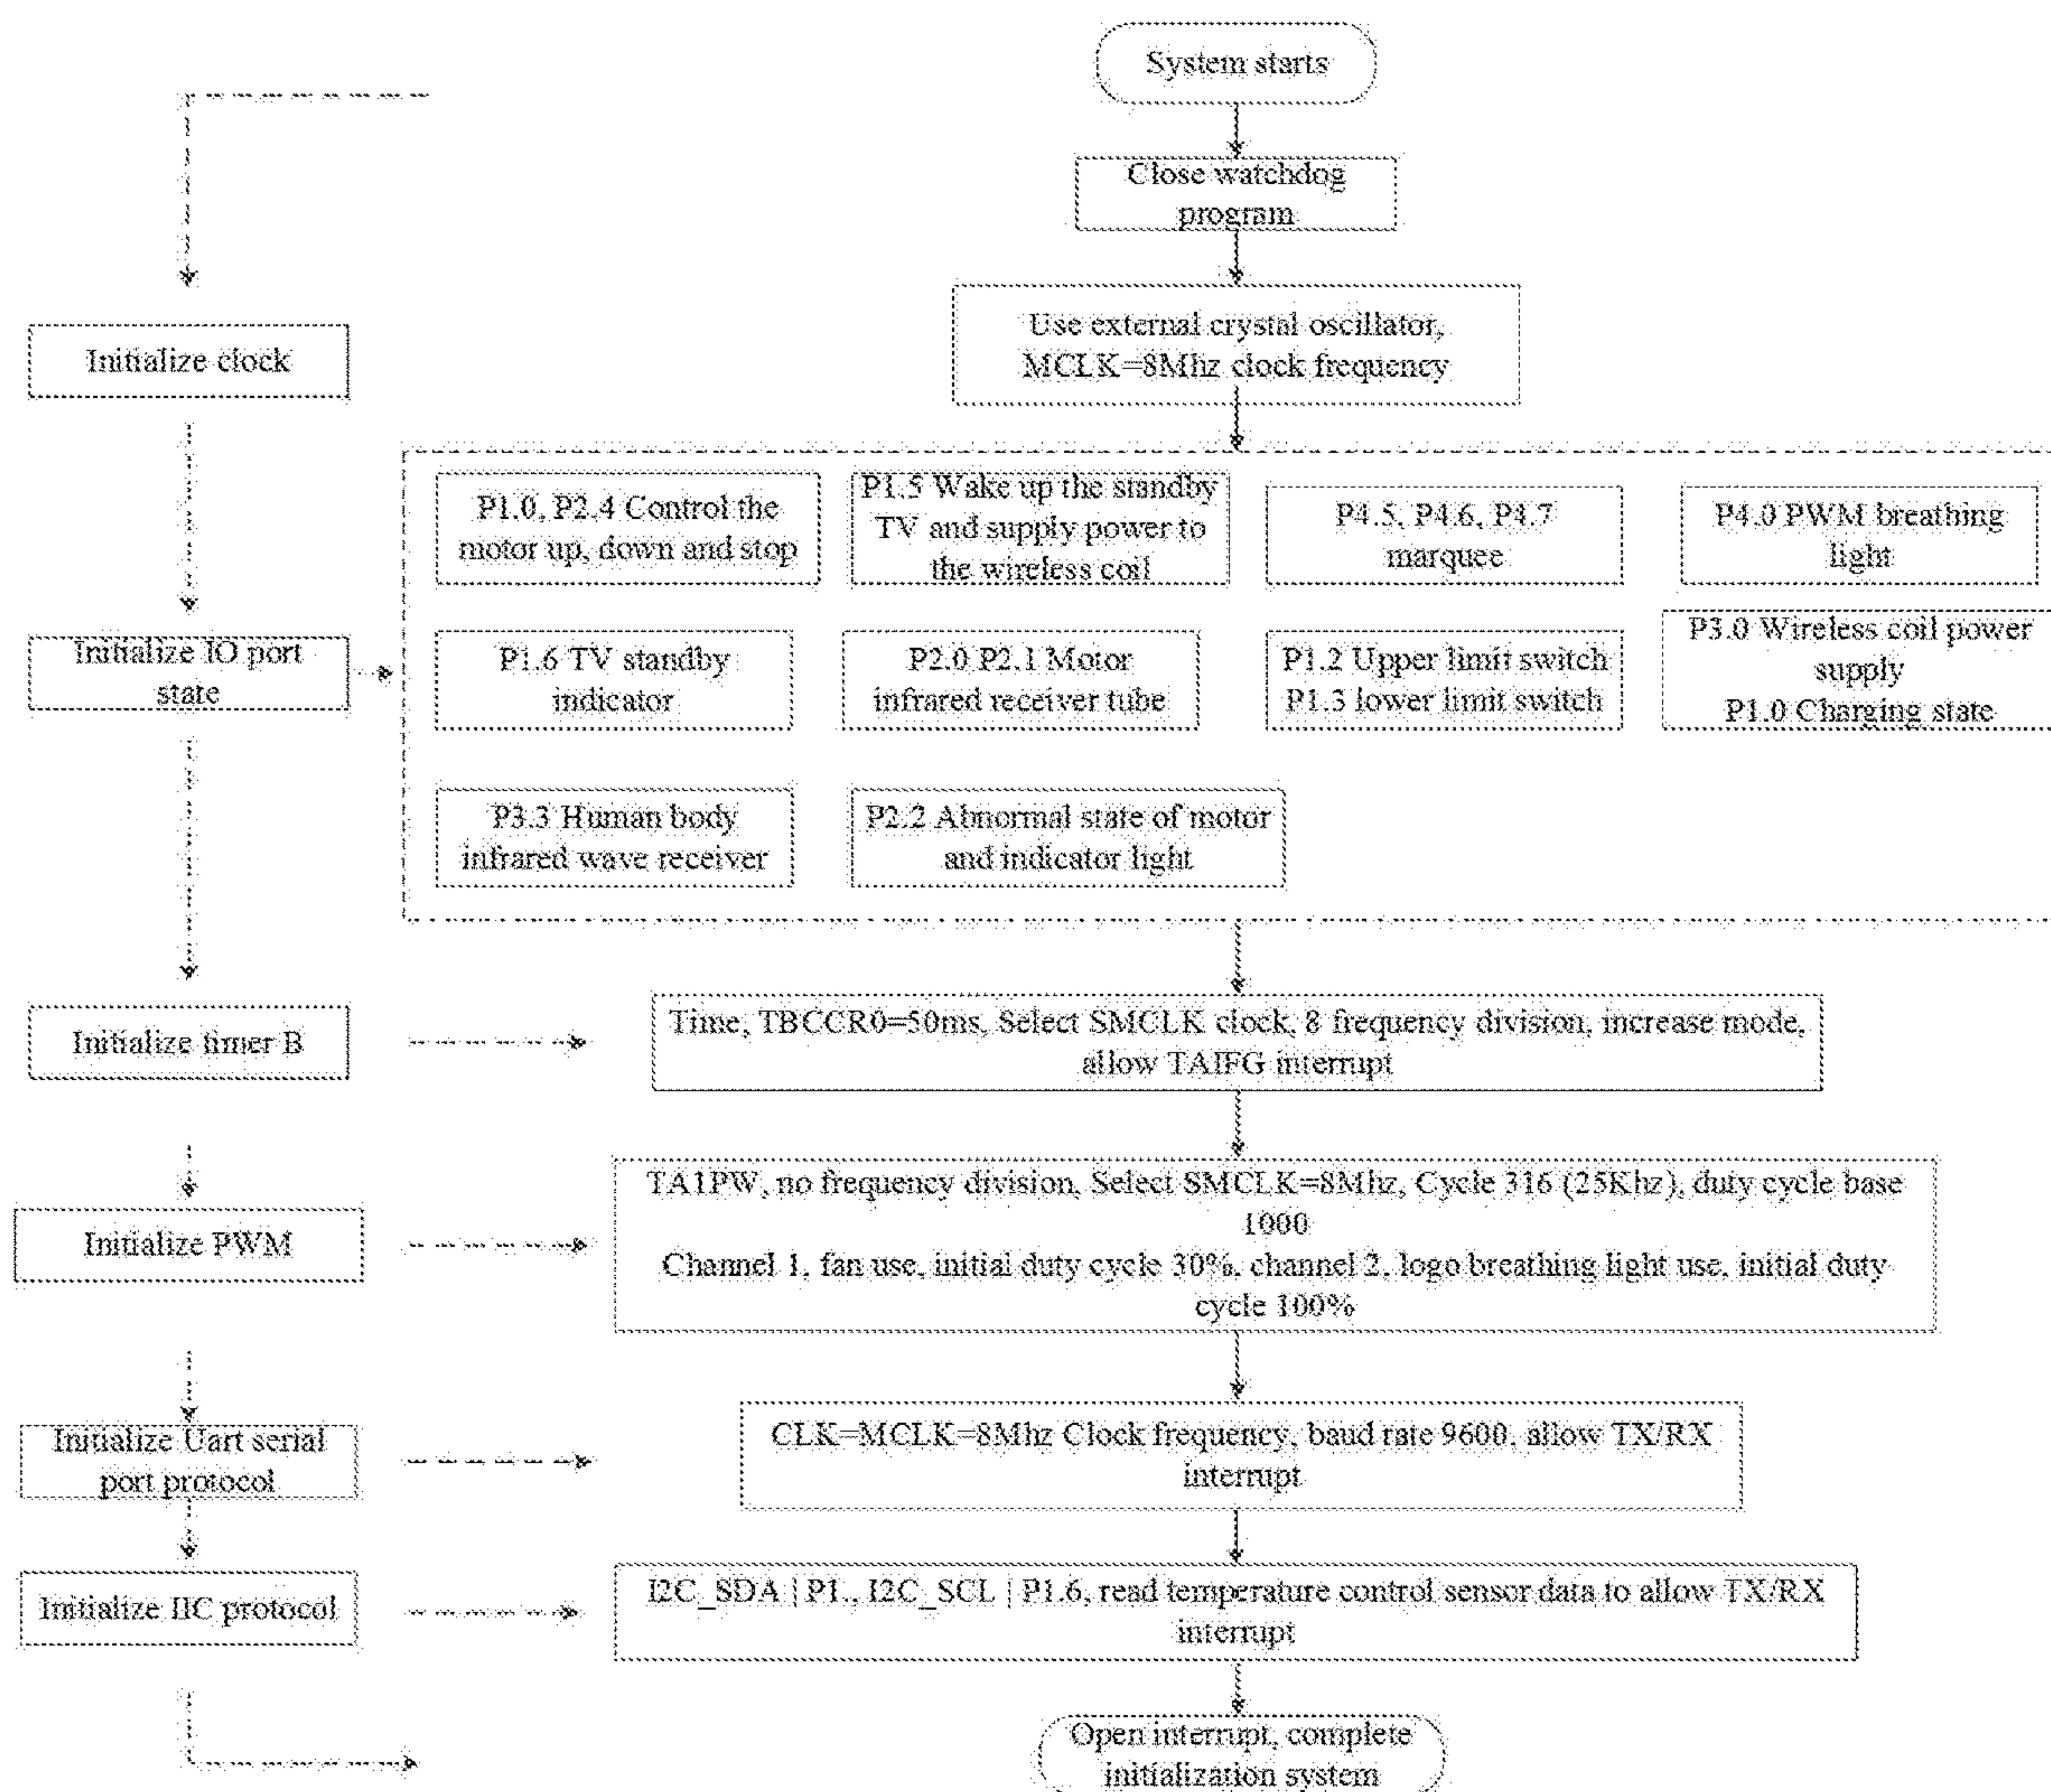 System starts
Close watchdog
program
Use external crystal oscillator,
MCLK=8Mhz clock frequency
Initialize clock
P1.0, P2.4 Control the
motor up, down and stop
P1.5 Wake up the standby
TV and supply power to
the wireless coil
P4.5, P4.6, P4.7
marquee
P4.0 PWM breathing
light
Initialize IO port
state
P1.6 TV standby
indicator
P2.0 P2.1 Motor
infrared receiver tube
P1.2 Upper limit switch
P1.3 lower limit switch
P3.0 Wireless coil power
supply
P1.0 Charging state
P3.3 Human body
infrared wave receiver
P2.2 Abnormal state of motor
and indicator light
Initialize timer B
Time, TBCCR0=50ms, Select SMCLK clock, 8 frequency division, increase mode,
allow TAIFG interrupt
Initialize PWM
TA1PW, no frequency division, Select SMCLK=8Mhz, Cycle 316 (25Khz), duty cycle base
1000
Channel 1, fan use, initial duty cycle 30%, channel 2, logo breathing light use, initial duty
cycle 100%
Initialize Uart serial
port protocol
CLK=MCLK=8Mhz Clock frequency, baud rate 9600, allow TX/RX
interrupt
Initialize IIC protocol
I2C_SDA | P1., I2C_SCL | P1.6, read temperature control sensor data to allow TX/RX
interrupt
Open interrupt, complete
initialization system